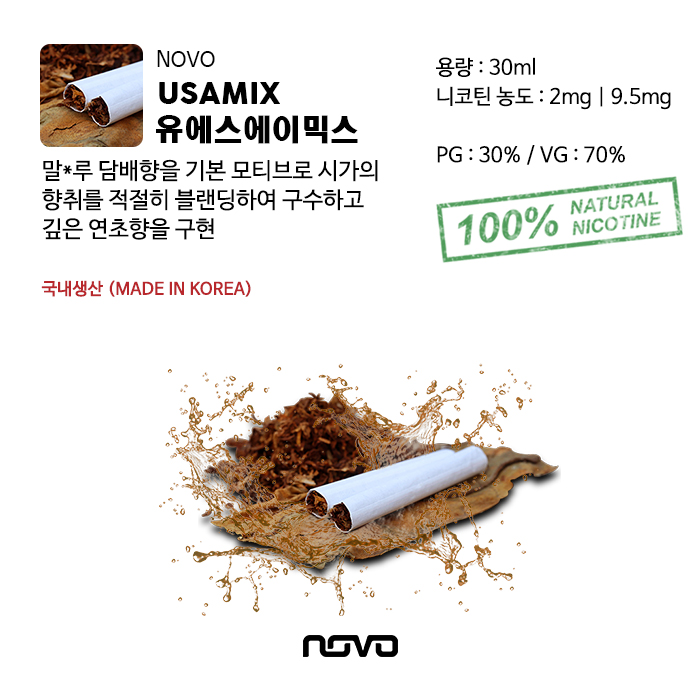 NOVO
USAMIX
유에스에이믹스
말*루 담배향을 기본 모티브로 시가의
향취를 적절히 블랜딩하여 구수하고
깊은 연초향을 구현
국내생산 (MADE IN KOREA)
용량 : 30ml
니코틴 농도 : 2mg | 9.5mg
PG : 30% / VG : 70%
100% NATURAL NICOTINE
novo